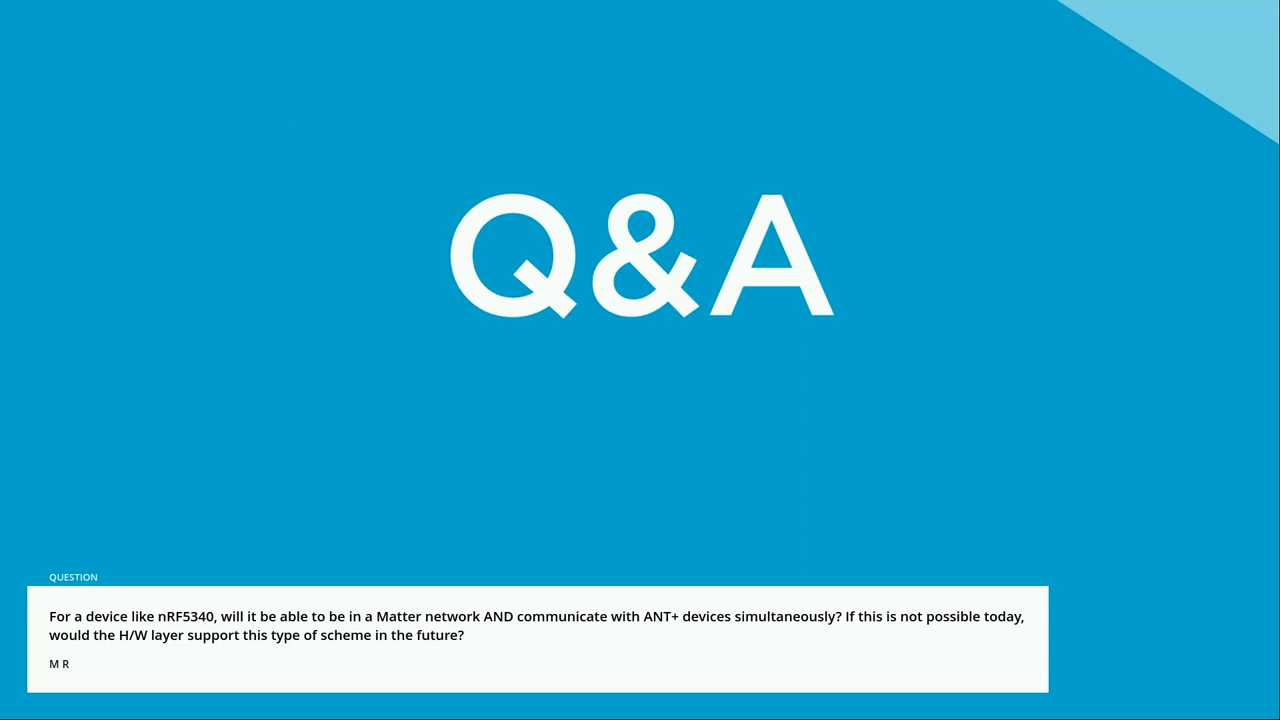 Q&A
QUESTION
For a device like nRF5340, will it be able to be in a Matter network AND communicate with ANT+ devices simultaneously? If this is not possible today,
would the H/W layer support this type of scheme in the future?
M R